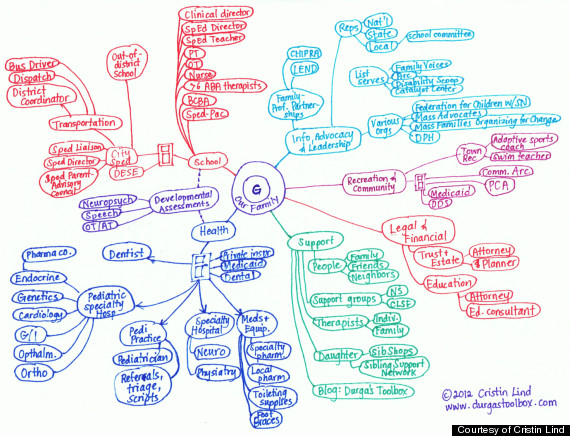 Clinical director
SpEd Director
SpEd Teacher
PT
OT
Nurse
>6 ABA therapists
BCBA
Sped-Pac
School
Out-of-
district
school
Bus Driver
Dispatch
District
Coordinator
Transportation
Sped Liaison
Sped Director
Sped Parent
Advisory
Council
City
Sped
DESE
Reps
Nat'l
State
Local
school committee
CHIPRA
LEND
Family-
Prof. Partner-
ships
List
serves
Family Voices
Arc
Disability Scoop
Catalyst Center
Various
orgs
Federation for Children w/SN
Mass Advocates
Mass Families Organizing for Change
DPH
Info, Advocacy
& Leadership
G
Our Family
Recreation &
Community
Town
Rec
Adaptive sports
coach
Swim teacher
Comm. Arc
PCA
Medicaid
DDS
Neuropsych
Speech
OT/AT
Developmental
Assessments
Health
Dentist
Private insur
Medicaid
Dental
Pharmaco.
Endocrine
Genetics
Cardiology
G/I
Opthalm.
Ortho
Pediatric
specialty
Hosp
Pedi
Practice
Pediatrician
Referrals,
triage,
scripts
Specialty
Hospital
Neuro
Physiatry
Meds +
Equip.
Specialty
pharm.
Local
pharm
Toileting
supplies
Foot
Braces
Support
People
Family
Friends
Neighbors
Support groups
NS
CLSE
Therapists
Indiv.
Family
Daughter
SibShops
Sibling Support
Network
Blog: Durga's Toolbox
Legal &
Financial
Trust +
Estate
Attorney
$ Planner
Education
Attorney
Ed. consultant
©2012 Cristin Lind
www.durgastoolbox.com
Courtesy of Cristin Lind